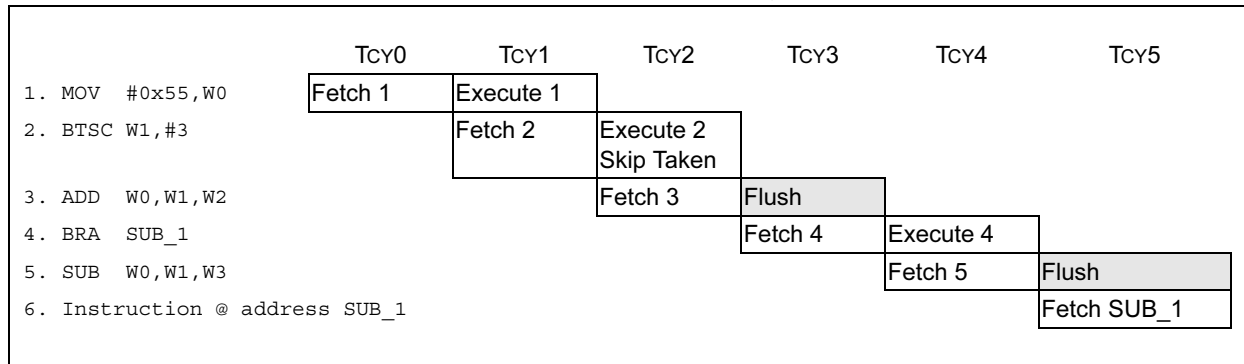 TCY0 TCY1 TCY2 TCY3 TCY4 TCY5
1. MOV #0x55,W0 Fetch 1 Execute 1
2. BTSC W1,#3 Fetch 2 Execute 2
Skip Taken
3. ADD W0,W1,W2 Fetch 3 Flush
4. BRA SUB_1 Fetch 4 Execute 4
5. SUB W0,W1,W3 Fetch 5 Flush
6. Instruction @ address SUB_1 Fetch SUB_1